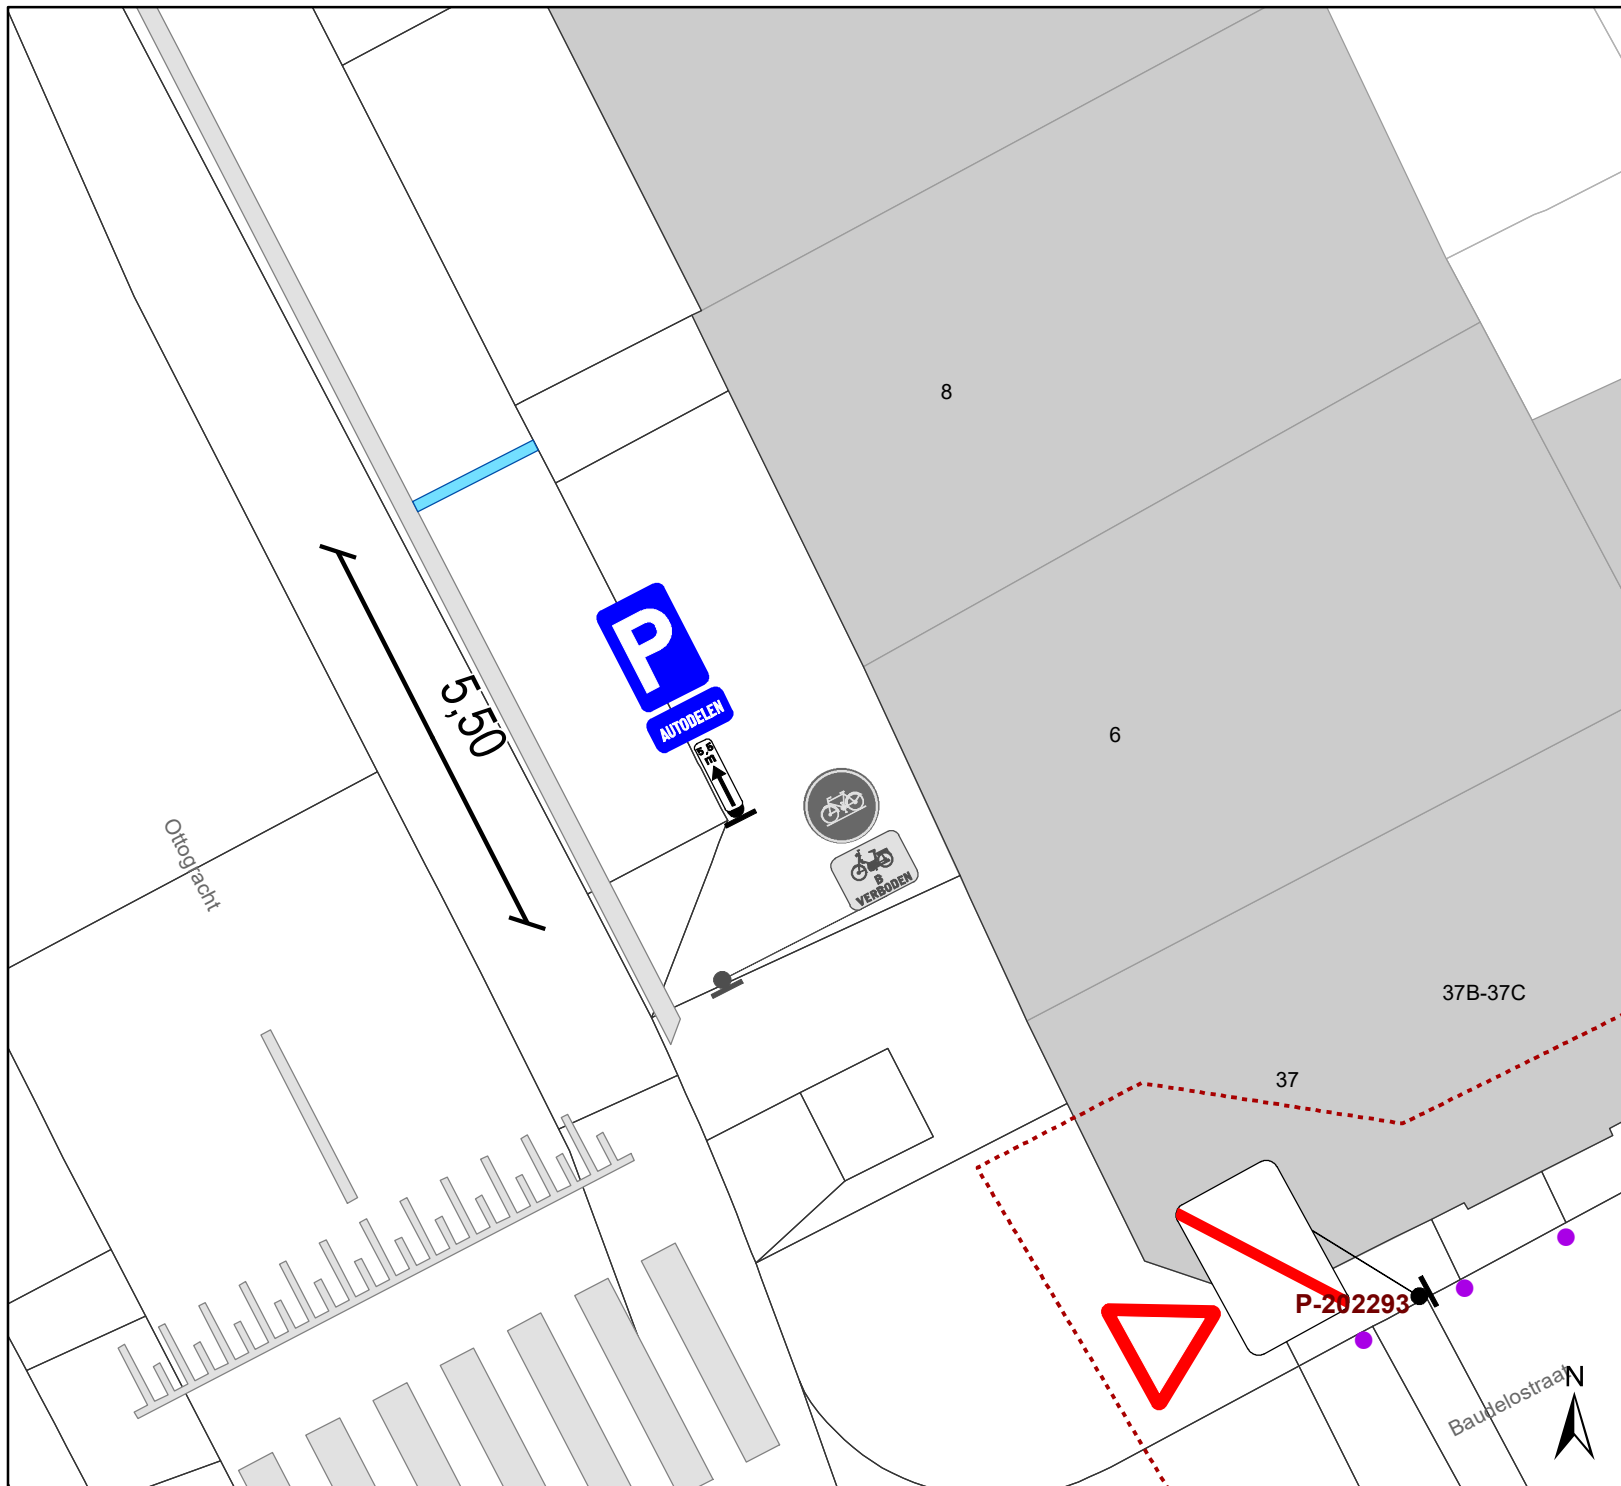 8
P
AUTODELEN
5,5
m
5,50
6
B
VERBODEN
Ottogracht
37B-37C
37
P-202293
N
Baudelostraat